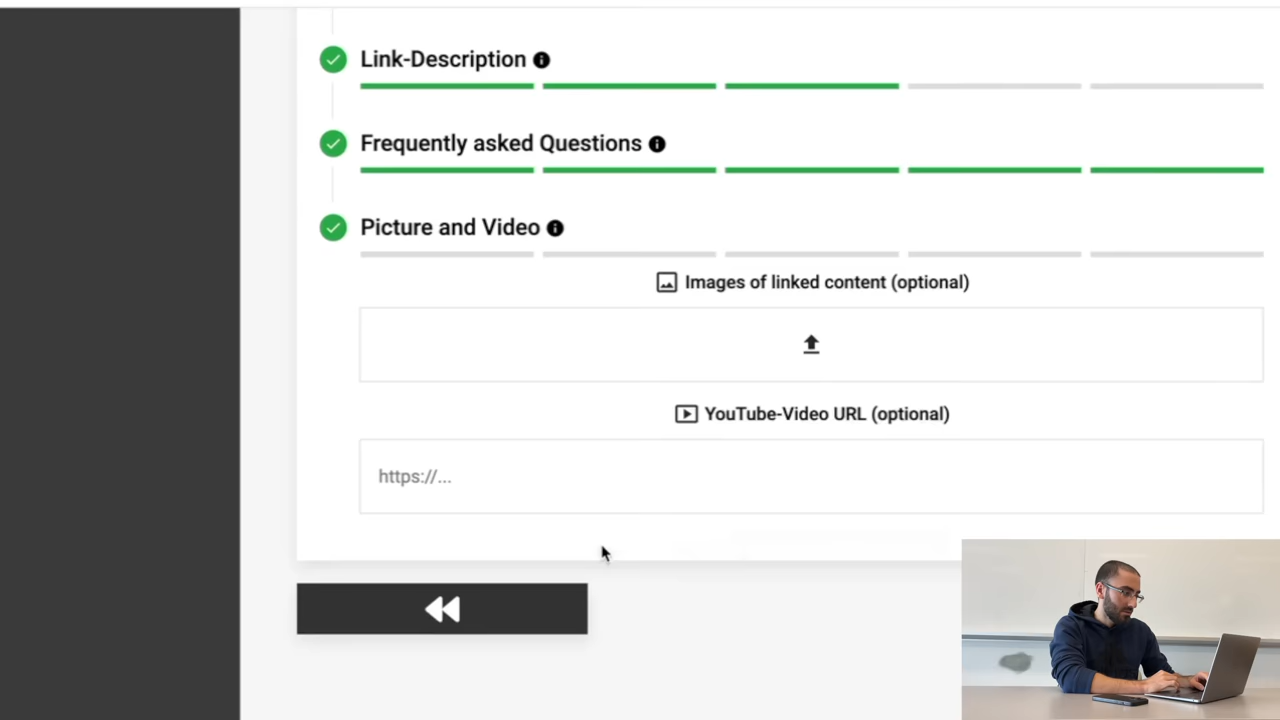 Link-Description
Frequently asked Questions
Picture and Video
Images of linked content (optional)
YouTube-Video URL (optional)
https://...